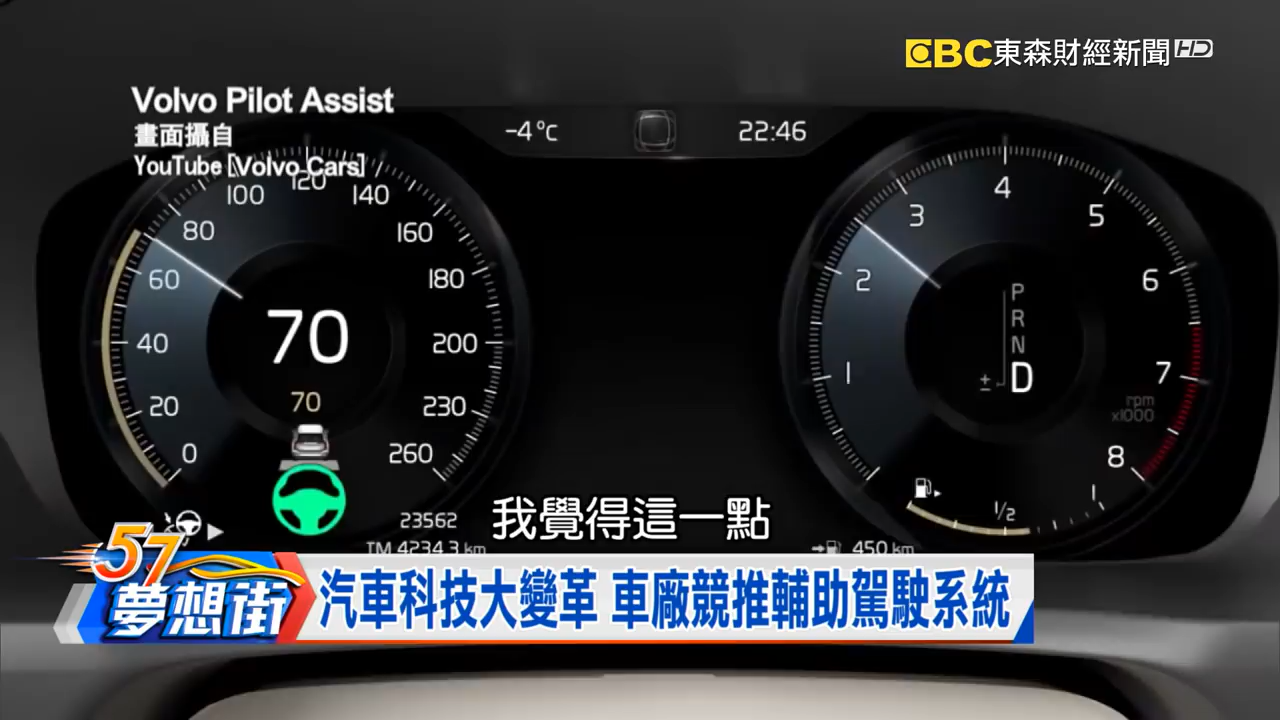 EBC東森財經新聞HD
Volvo Pilot Assist
畫面攝自
YouTube [Volvo Cars]
-4°C
22:46
0
20
40
60
80
100
120
140
160
180
200
230
260
70
70
23562
TM 4234.3 km
1
2
3
4
5
6
7
8
rpm
x1000
P
R
N
± D
1/2
1
450 km
我覺得這一點
57夢想街
汽車科技大變革 車廠競推輔助駕駛系統